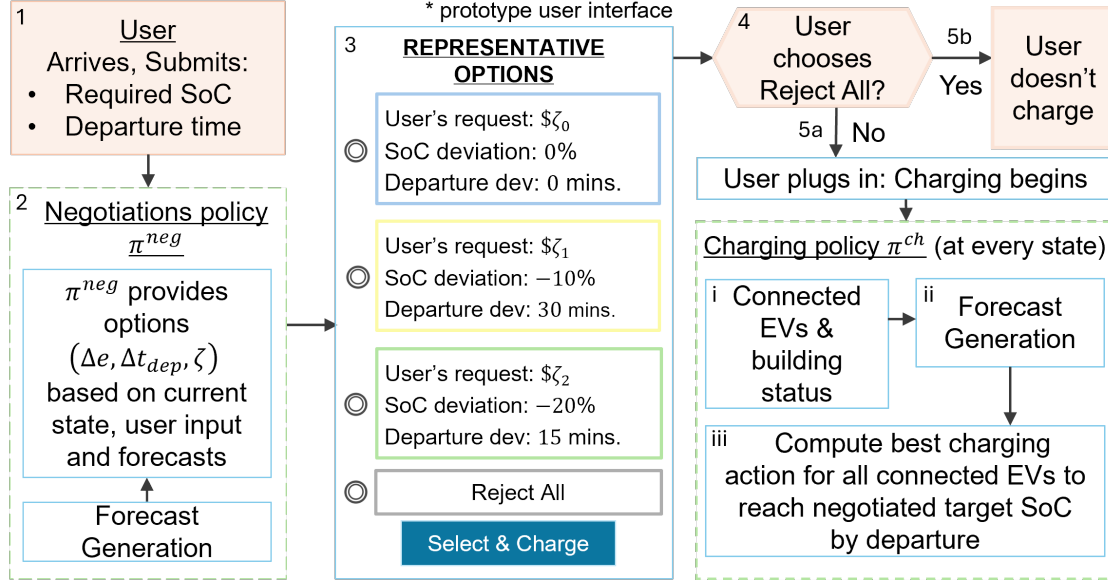 1
User
Arrives, Submits:
• Required SoC
• Departure time
2
Negotiations policy
π^{neg}
π^{neg} provides
options
(Δe, Δt_{dep}, ζ)
based on current
state, user input
and forecasts
Forecast
Generation
* prototype user interface
3
REPRESENTATIVE
OPTIONS
User's request: $ζ_0
SoC deviation: 0%
Departure dev: 0 mins.
User's request: $ζ_1
SoC deviation: −10%
Departure dev: 30 mins.
User's request: $ζ_2
SoC deviation: −20%
Departure dev: 15 mins.
Reject All
Select & Charge
4
User
chooses
Reject All?
5b
Yes
User
doesn't
charge
5a
No
User plugs in: Charging begins
Charging policy π^{ch} (at every state)
i
Connected
EVs &
building
status
ii
Forecast
Generation
iii
Compute best charging
action for all connected EVs to
reach negotiated target SoC
by departure